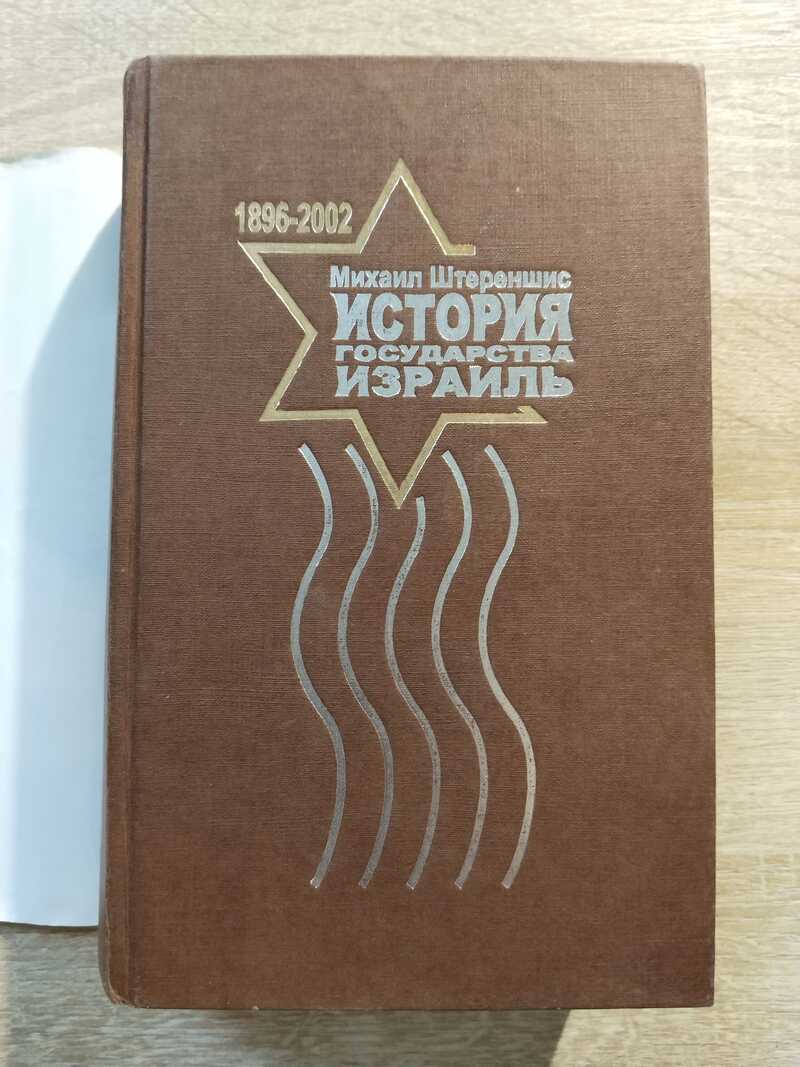 1896-2002
Михаил Штереншис
ИСТОРИЯ
ГОСУДАРСТВА
ИЗРАИЛЬ